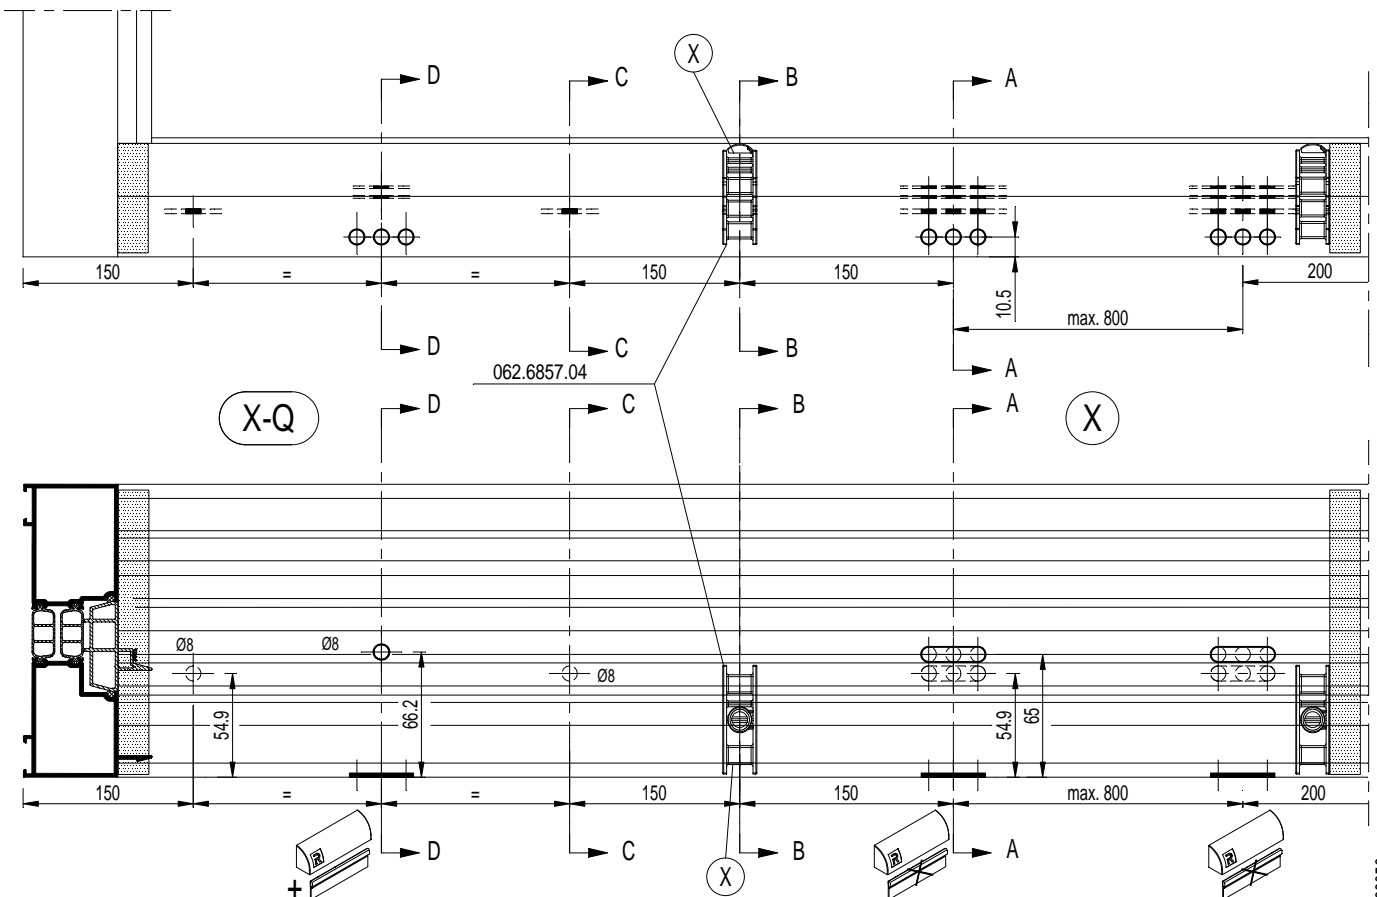 X
D C B A
150 = = 150 150 200
10.5
max. 800
D C B A
062.6857.04
X-Q
D C B A
X
Ø8 Ø8 Ø8
54.9 66.2 54.9 65
150 = = 150 150 max. 800 200
R R R
+
D C B A
X